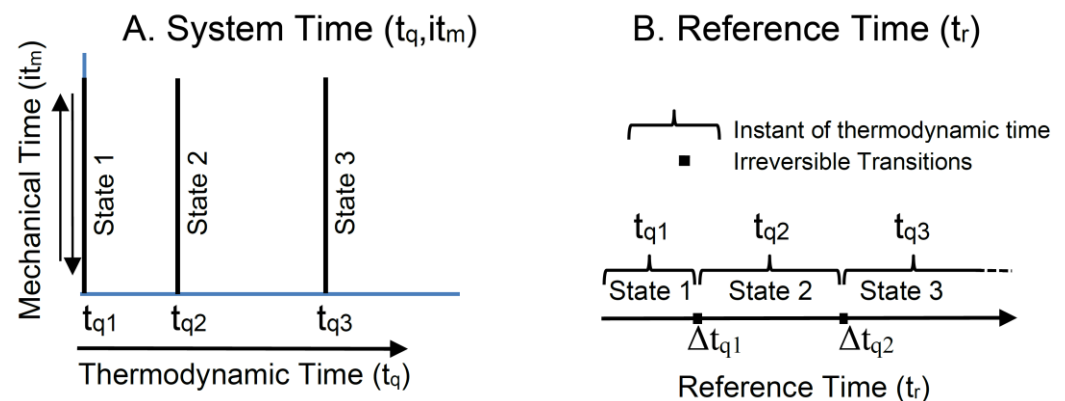 A. System Time (tq,itm)
Mechanical Time (itm)
State 1
State 2
State 3
tq1
tq2
tq3
Thermodynamic Time (tq)
B. Reference Time (tr)
Instant of thermodynamic time
Irreversible Transitions
tq1
tq2
tq3
State 1
State 2
State 3
Δtq1
Δtq2
Reference Time (tr)